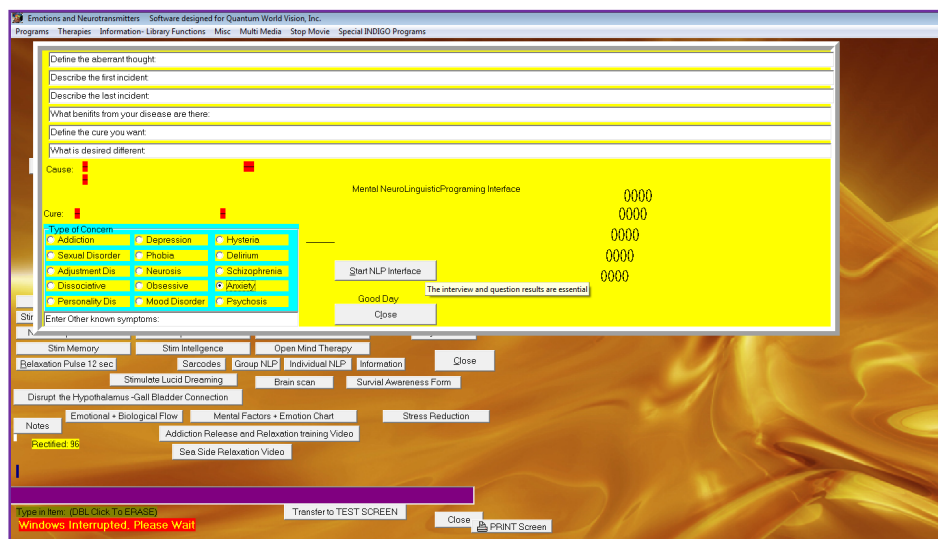 Emotions and Neurotransmitters Software designed for Quantum World Vision, Inc.
Programs Therapies Information- Library Functions Misc Multi Media Stop Movie Special INDIGO Programs
Define the aberrant thought:
Describe the first incident:
Describe the last incident:
What benifits from your disease are there:
Define the cure you want:
What is desired different:
Cause:
Mental NeuroLinguisticPrograming Interface
0000
Cure:
0000
Type of Concern
Addiction Depression Hysteria
0000
Sexual Disorder Phobia Delirium
0000
Adjustment Dis Neurosis Schizophrenia
Start NLP Interface
0000
Dissociative Obsessive Anxiety
The interview and question results are essential
Personality Dis Mood Disorder Psychosis
Good Day
Close
Enter Other known symptoms:
Stim Memory Stim Intellgence Open Mind Therapy
Relaxation Pulse 12 sec Sarcodes Group NLP Individual NLP Information Close
Stimulate Lucid Dreaming Brain scan Survial Awareness Form
Disrupt the Hypothalamus -Gall Bladder Connection
Emotional + Biological Flow Mental Factors + Emotion Chart Stress Reduction
Notes
Addiction Release and Relaxation training Video
Rectified: 96
Sea Side Relaxation Video
Type in Item: (DBL Click To ERASE) Transfer to TEST SCREEN
Close
Windows Interrupted, Please Wait
PRINT Screen